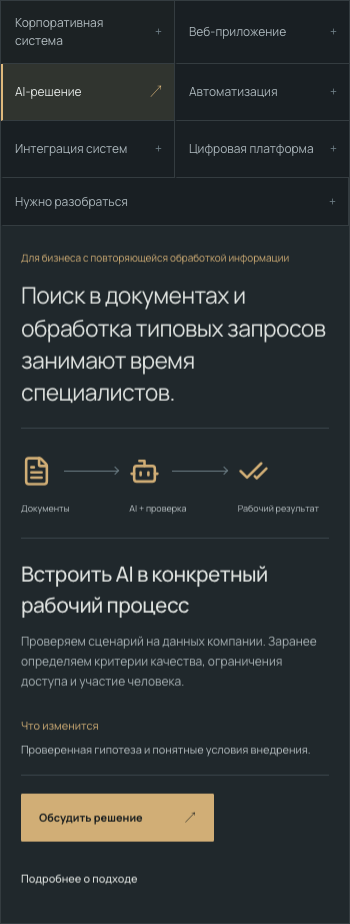 Корпоративная
система
Веб-приложение
AI-решение
Автоматизация
Интеграция систем
Цифровая платформа
Нужно разобраться
Для бизнеса с повторяющейся обработкой информации
Поиск в документах и
обработка типовых запросов
занимают время
специалистов.
Документы
AI + проверка
Рабочий результат
Встроить AI в конкретный
рабочий процесс
Проверяем сценарий на данных компании. Заранее
определяем критерии качества, ограничения
доступа и участие человека.
Что изменится
Проверенная гипотеза и понятные условия внедрения.
Обсудить решение
Подробнее о подходе